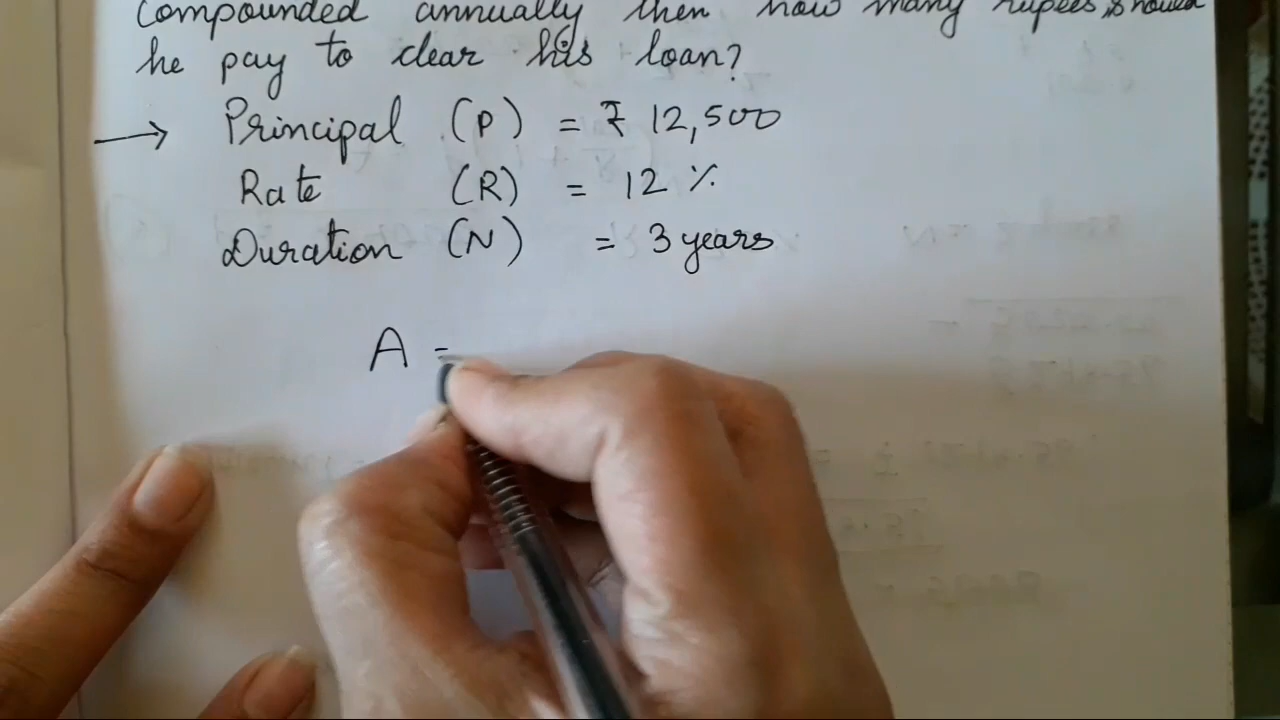 Compounded annually then how many rupees should
he pay to clear his loan?
→ Principal (P) = ₹ 12,500
Rate (R) = 12 %
Duration (N) = 3 years
A =